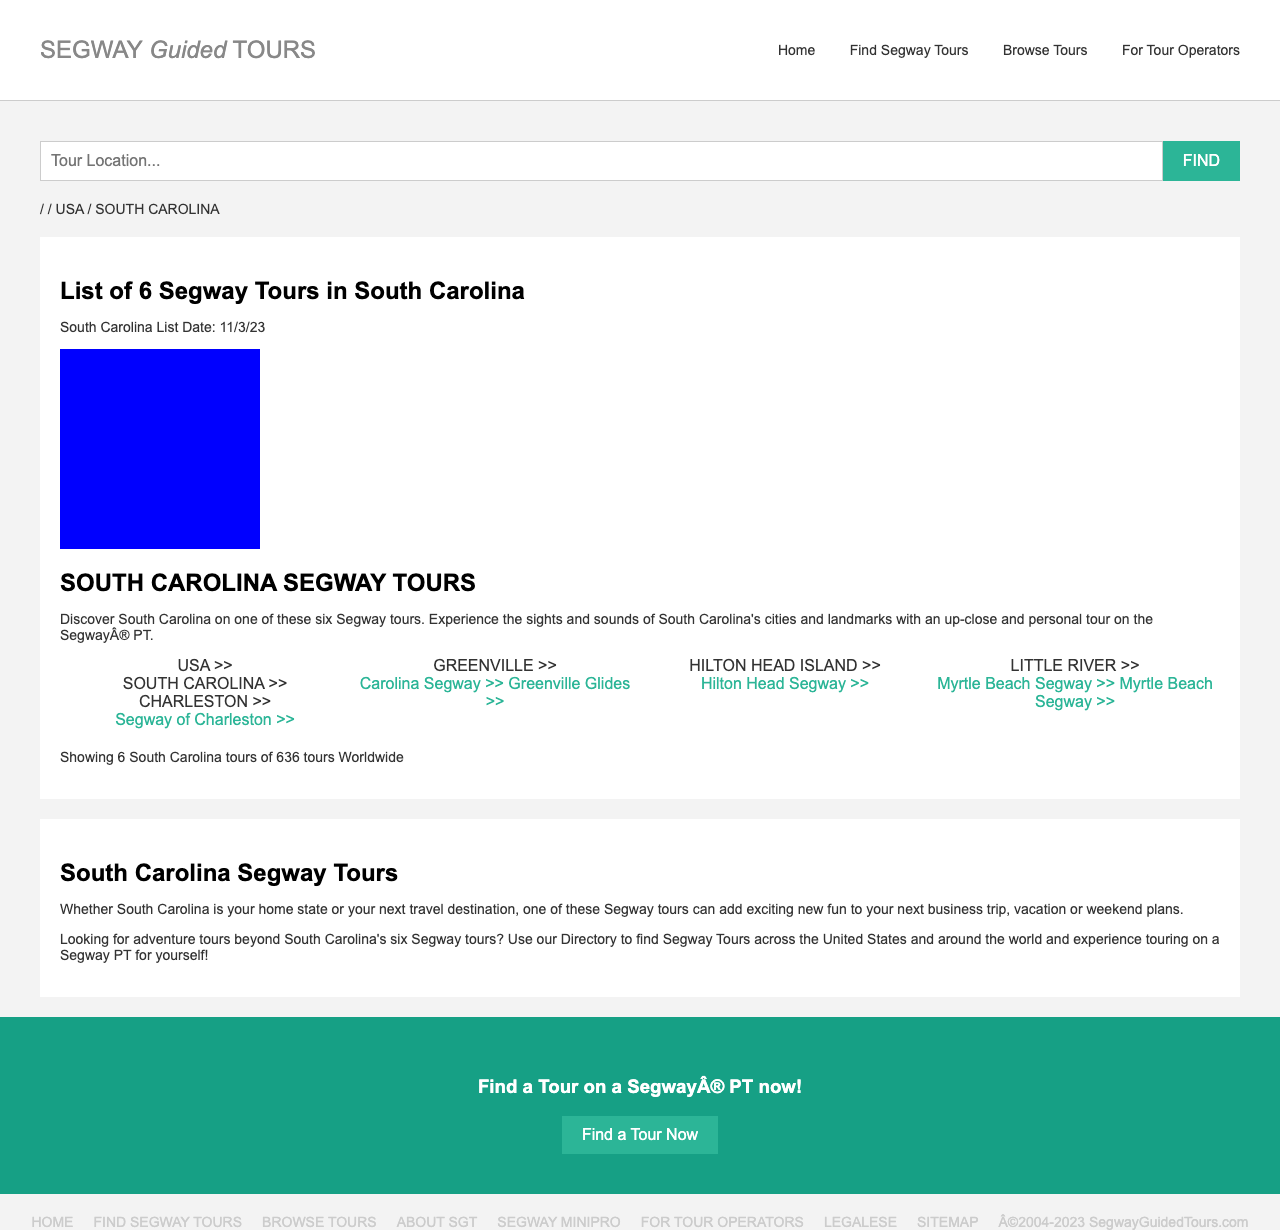 SEGWAY Guided TOURS
Home Find Segway Tours Browse Tours For Tour Operators
Tour Location...
FIND
/ / USA / SOUTH CAROLINA
List of 6 Segway Tours in South Carolina
South Carolina List Date: 11/3/23
SOUTH CAROLINA SEGWAY TOURS
Discover South Carolina on one of these six Segway tours. Experience the sights and sounds of South Carolina's cities and landmarks with an up-close and personal tour on the
SegwayÂ® PT.
USA >>
SOUTH CAROLINA >>
CHARLESTON >>
Segway of Charleston >>
GREENVILLE >>
Carolina Segway >> Greenville Glides
>>
HILTON HEAD ISLAND >>
Hilton Head Segway >>
LITTLE RIVER >>
Myrtle Beach Segway >> Myrtle Beach
Segway >>
Showing 6 South Carolina tours of 636 tours Worldwide
South Carolina Segway Tours
Whether South Carolina is your home state or your next travel destination, one of these Segway tours can add exciting new fun to your next business trip, vacation or weekend plans.
Looking for adventure tours beyond South Carolina's six Segway tours? Use our Directory to find Segway Tours across the United States and around the world and experience touring on a
Segway PT for yourself!
Find a Tour on a SegwayÂ® PT now!
Find a Tour Now
HOME FIND SEGWAY TOURS BROWSE TOURS ABOUT SGT SEGWAY MINIPRO FOR TOUR OPERATORS LEGALESE SITEMAP Â©2004-2023 SegwayGuidedTours.com